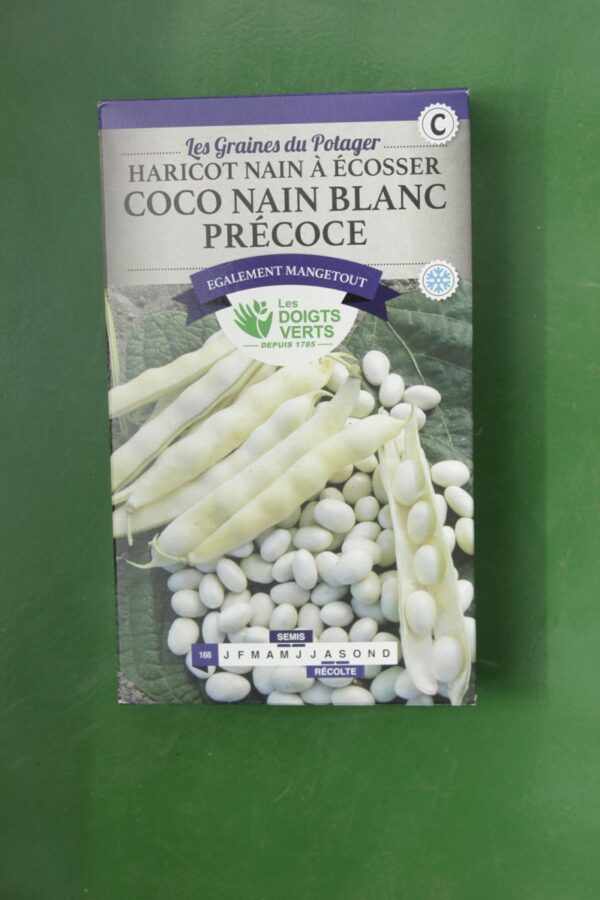 C
Les Graines du Potager
HARICOT NAIN À ÉCOSSER
COCO NAIN BLANC
PRÉCOCE
EGALEMENT MANGETOUT
Les
DOIGTS
VERTS
DEPUIS 1785
SEMIS
168 J F M A M J J A S O N D
RÉCOLTE